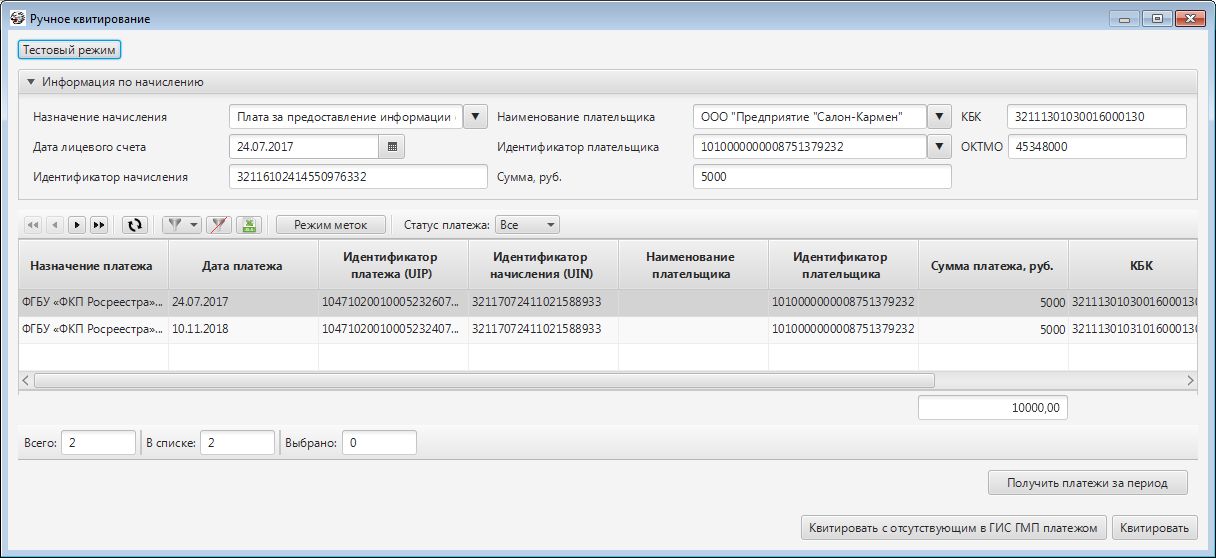 Ручное квитирование
Тестовый режим
Информация по начислению
Назначение начисления Плата за предоставление информации Наименование плательщика ООО "Предприятие "Салон-Кармен" КБК 32111301030016000130
Дата лицевого счета 24.07.2017 Идентификатор плательщика 1010000000008751379232 ОКТМО 45348000
Идентификатор начисления 32116102414550976332 Сумма, руб. 5000
Режим меток Статус платежа: Все
Назначение платежа Дата платежа Идентификатор платежа (UIP) Идентификатор начисления (UIN) Наименование плательщика Идентификатор плательщика Сумма платежа, руб. КБК
ФГБУ «ФКП Росреестра»... 24.07.2017 10471020010005232607... 32117072411021588933 1010000000008751379232 5000 32111301030016000130
ФГБУ «ФКП Росреестра»... 10.11.2018 10471020010005232407... 32117072411021588933 1010000000008751379232 5000 32111301031016000130
10000,00
Всего: 2 В списке: 2 Выбрано: 0
Получить платежи за период
Квитировать с отсутствующим в ГИС ГМП платежом Квитировать